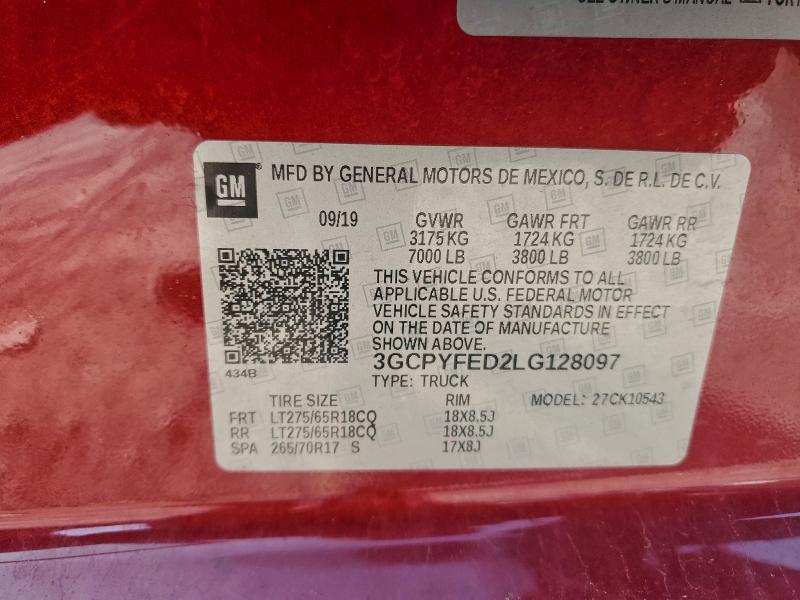 SEE OWNER'S MANUAL
GM
MFD BY GENERAL MOTORS DE MEXICO, S. DE R.L. DE C.V.
09/19 GVWR GAWR FRT GAWR RR
3175 KG 1724 KG 1724 KG
7000 LB 3800 LB 3800 LB
THIS VEHICLE CONFORMS TO ALL
APPLICABLE U.S. FEDERAL MOTOR
VEHICLE SAFETY STANDARDS IN EFFECT
ON THE DATE OF MANUFACTURE
SHOWN ABOVE.
3GCPYFED2LG128097
434B
TYPE: TRUCK
TIRE SIZE RIM MODEL: 27CK10543
FRT LT275/65R18CQ 18X8.5J
RR LT275/65R18CQ 18X8.5J
SPA 265/70R17 S 17X8J